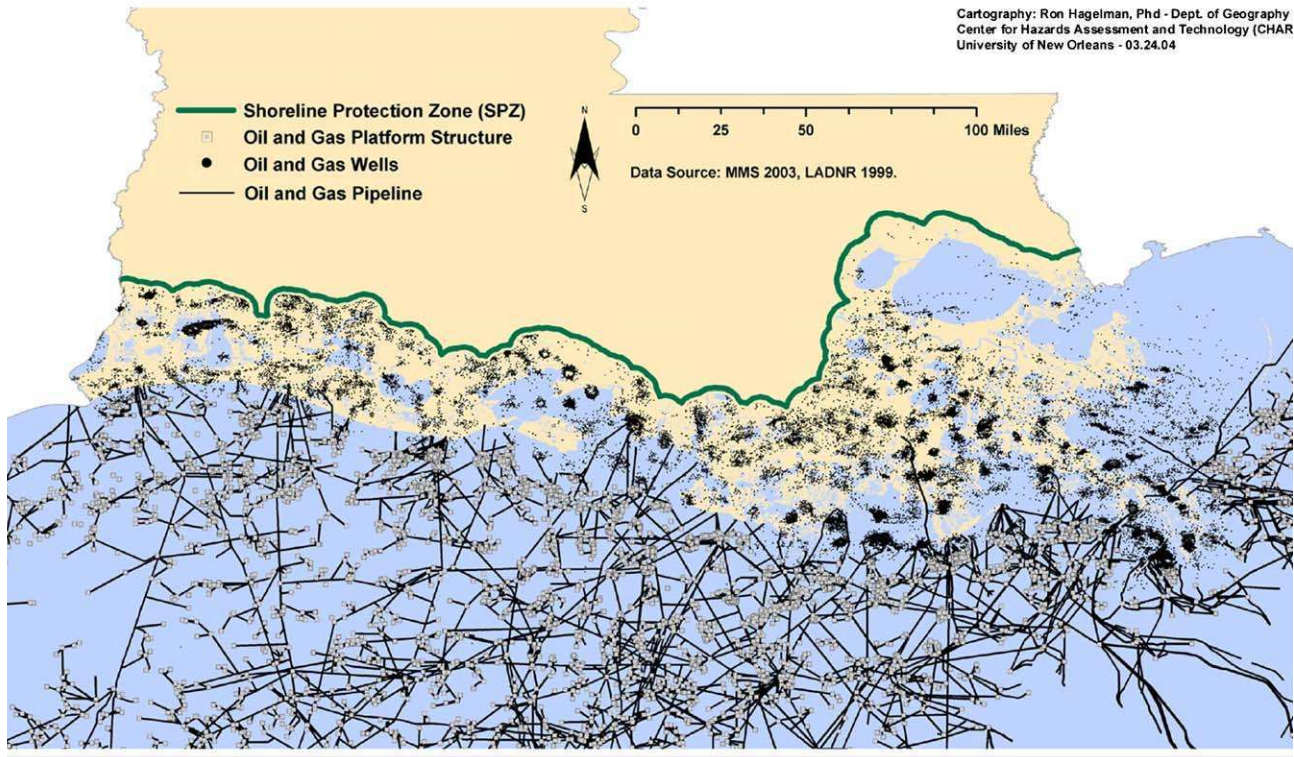 Cartography: Ron Hagelman, Phd - Dept. of Geography
Center for Hazards Assessment and Technology (CHAR
University of New Orleans - 03.24.04
Shoreline Protection Zone (SPZ)
Oil and Gas Platform Structure
Oil and Gas Wells
Oil and Gas Pipeline
N
S
0 25 50 100 Miles
Data Source: MMS 2003, LADNR 1999.